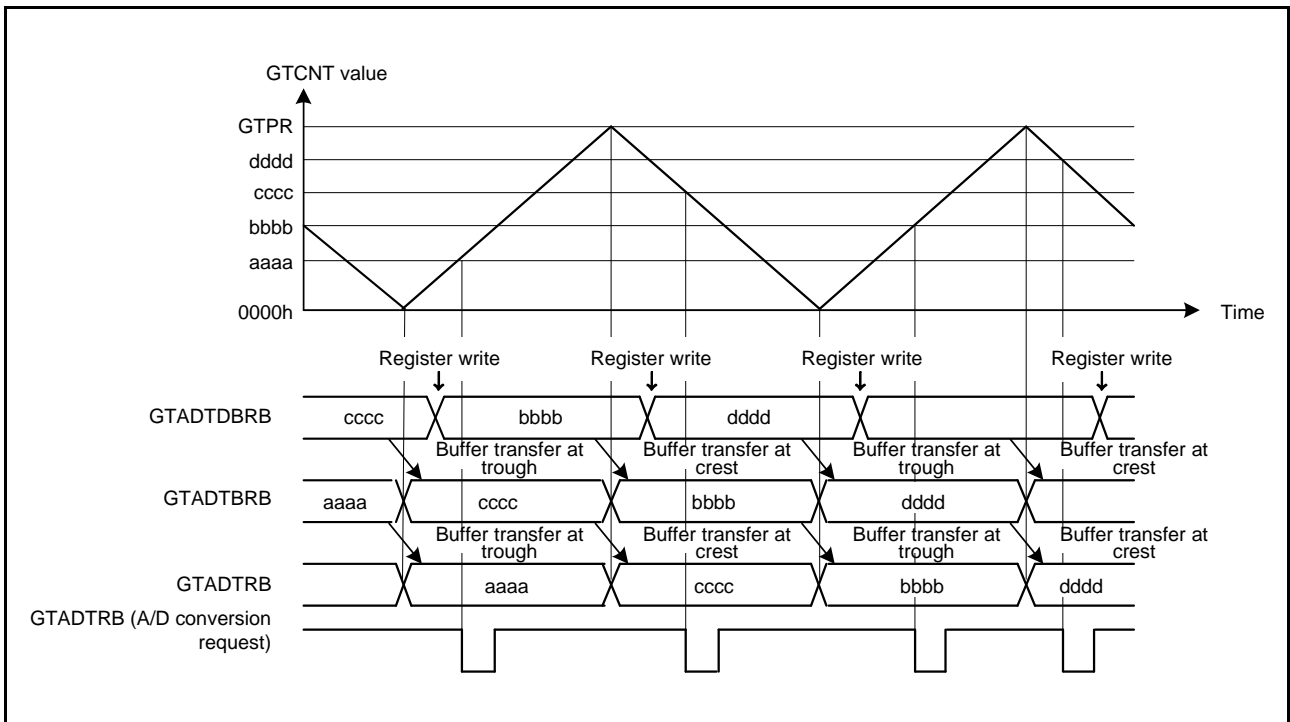 GTCNT value
GTPR
dddd
cccc
bbbb
aaaa
0000h
Time
Register write Register write Register write Register write
GTADTDBRB cccc bbbb dddd
Buffer transfer at trough Buffer transfer at crest Buffer transfer at trough Buffer transfer at crest
GTADTBRB aaaa cccc bbbb dddd
Buffer transfer at trough Buffer transfer at crest Buffer transfer at trough Buffer transfer at crest
GTADTRB aaaa cccc bbbb dddd
GTADTRB (A/D conversion
request)